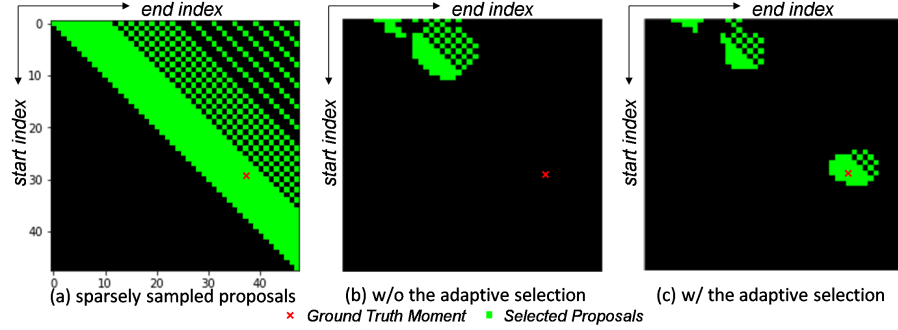 end index
end index
end index
start index
start index
start index
0
10
20
30
40
0
10
20
30
40
(a) sparsely sampled proposals
(b) w/o the adaptive selection
(c) w/ the adaptive selection
Ground Truth Moment
Selected Proposals